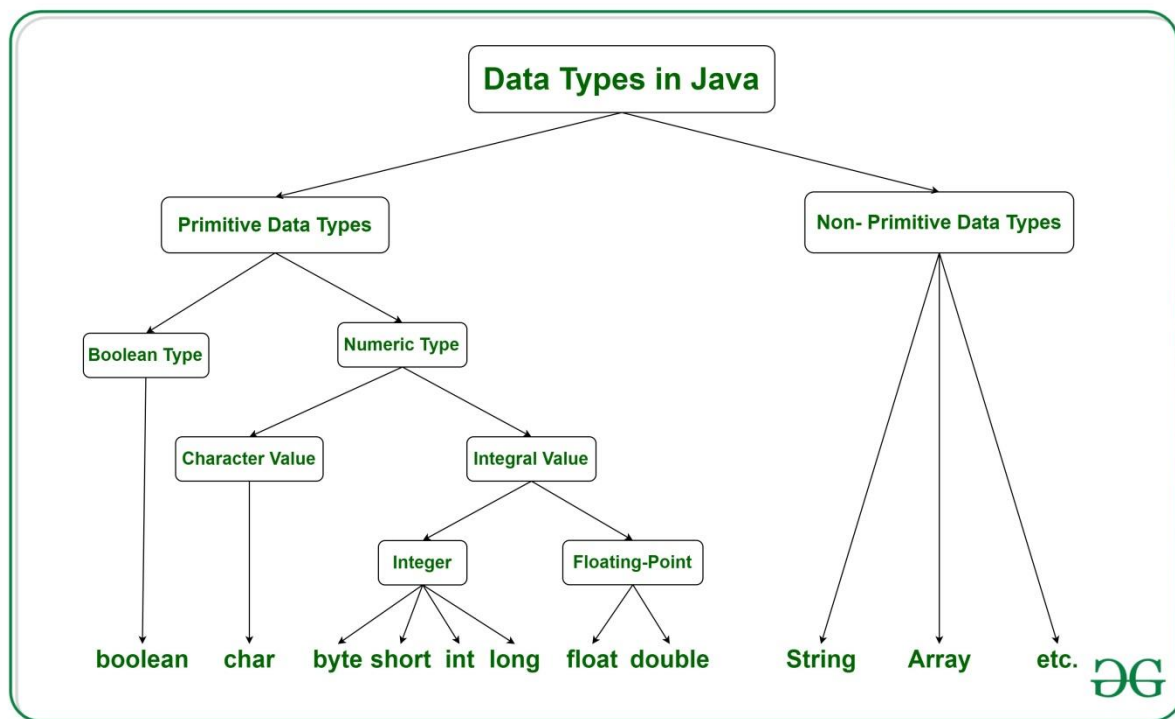 Data Types in Java
Primitive Data Types
Non- Primitive Data Types
Boolean Type
Numeric Type
Character Value
Integral Value
Integer
Floating-Point
boolean
char
byte
short
int
long
float
double
String
Array
etc.